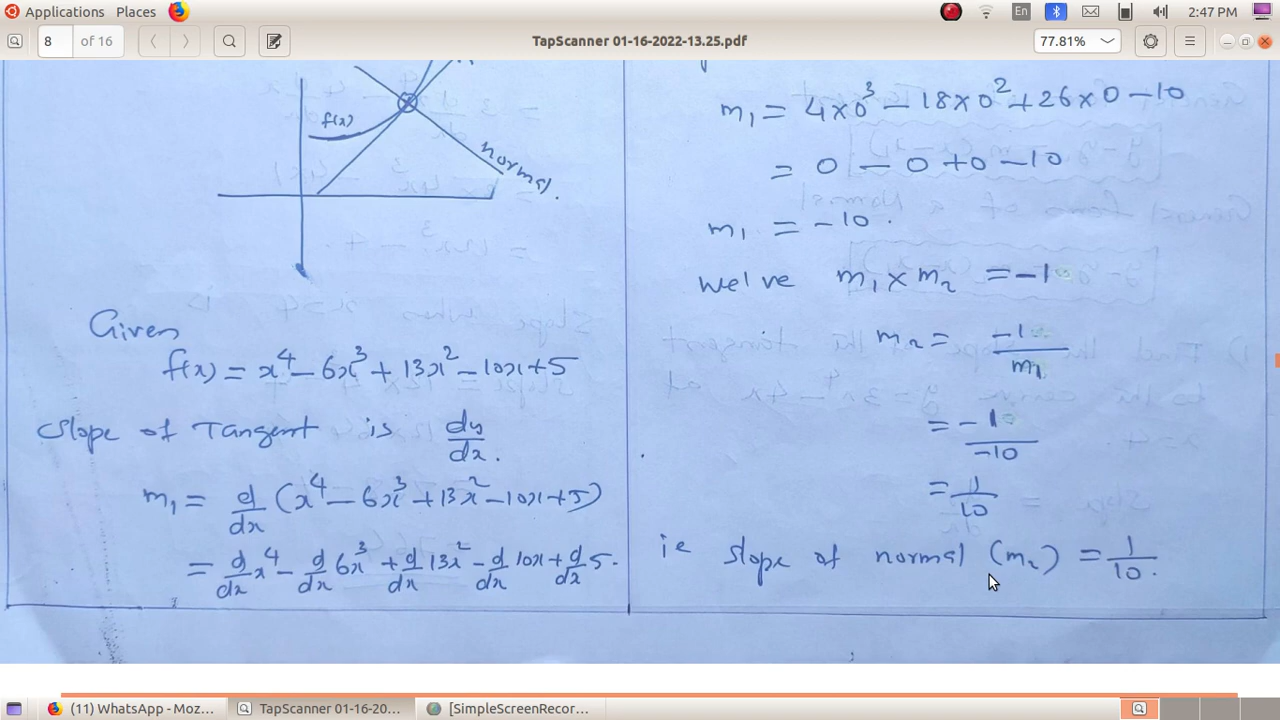 Applications Places En 2:47 PM
8 of 16 TapScanner 01-16-2022-13.25.pdf 77.81%
f(x)
normal.
Given
f(x) = x⁴ - 6x³ + 13x² - 10x + 5
Slope of Tangent is dy/dx.
m₁ = d/dx (x⁴ - 6x³ + 13x² - 10x + 5)
= d/dx x⁴ - d/dx 6x³ + d/dx 13x² - d/dx 10x + d/dx 5.
m₁ = 4×0³ - 18×0² + 26×0 - 10
= 0 - 0 + 0 - 10
m₁ = -10.
We've m₁ × m₂ = -1
m₂ = -1/m₁
= -1/-10
= 1/10
ie slope of normal (m₂) = 1/10.
(11) WhatsApp - Moz... TapScanner 01-16-20... [SimpleScreenRecor...